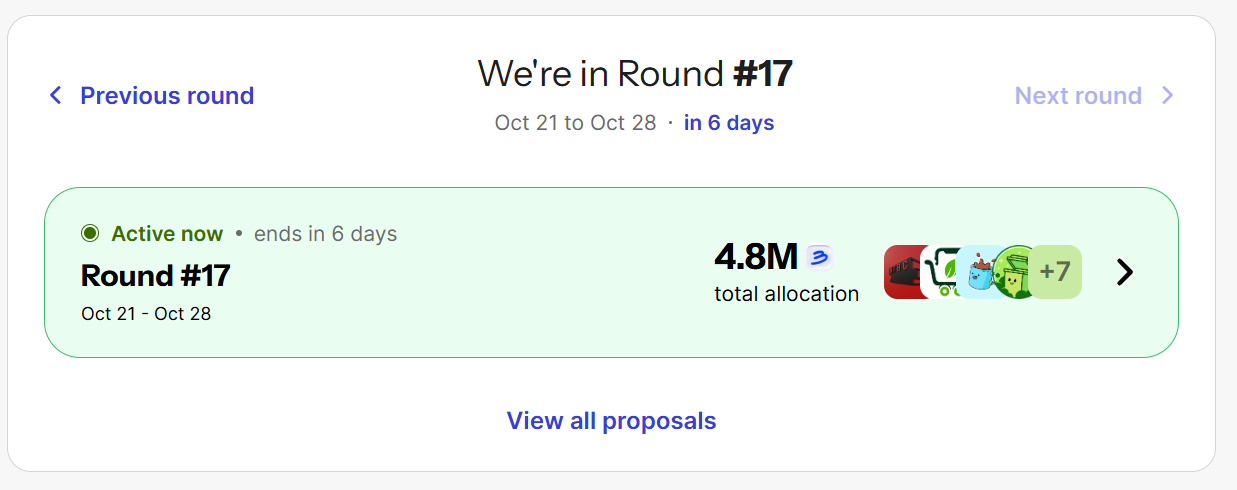 Previous round
We're in Round #17
Oct 21 to Oct 28 · in 6 days
Next round
Active now • ends in 6 days
Round #17
Oct 21 - Oct 28
4.8M
total allocation
+7
View all proposals